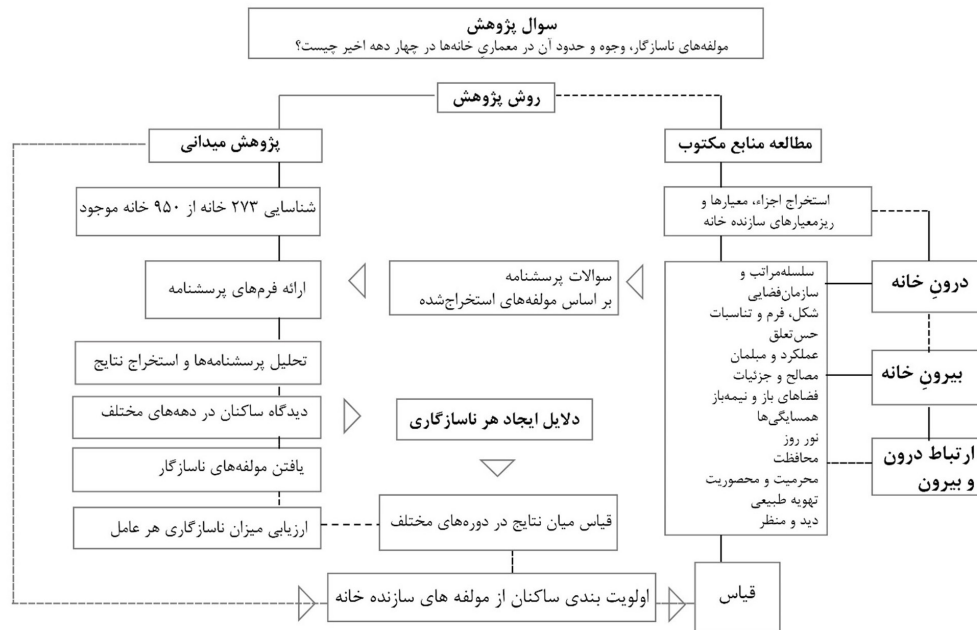 سوال پژوهش
مولفه‌های ناسازگار، وجوه و حدود آن در معماریِ خانه‌ها در چهار دهه اخیر چیست؟
روش پژوهش
مطالعه منابع مکتوب
استخراج اجزاء، معیارها و
ریزمعیارهای سازنده خانه
درونِ خانه
بیرونِ خانه
ارتباط درون
و بیرون
سلسله‌مراتب و
سازمان‌فضایی
شکل، فرم و تناسبات
حس‌تعلق
عملکرد و مبلمان
مصالح و جزئیات
فضاهای باز و نیمه‌باز
همسایگی‌ها
نور روز
محافظت
محرمیت و محصوریت
تهویه طبیعی
دید و منظر
سوالات پرسشنامه
بر اساس مولفه‌های استخراج‌شده
پژوهش میدانی
شناسایی ۲۷۳ خانه از ۹۵۰ خانه موجود
ارائه فرم‌های پرسشنامه
تحلیل پرسشنامه‌ها و استخراج نتایج
دیدگاه ساکنان در دهه‌های مختلف
یافتن مولفه‌های ناسازگار
ارزیابی میزان ناسازگاری هر عامل
دلایل ایجاد هر ناسازگاری
قیاس میان نتایج در دوره‌های مختلف
اولویت بندی ساکنان از مولفه های سازنده خانه
قیاس